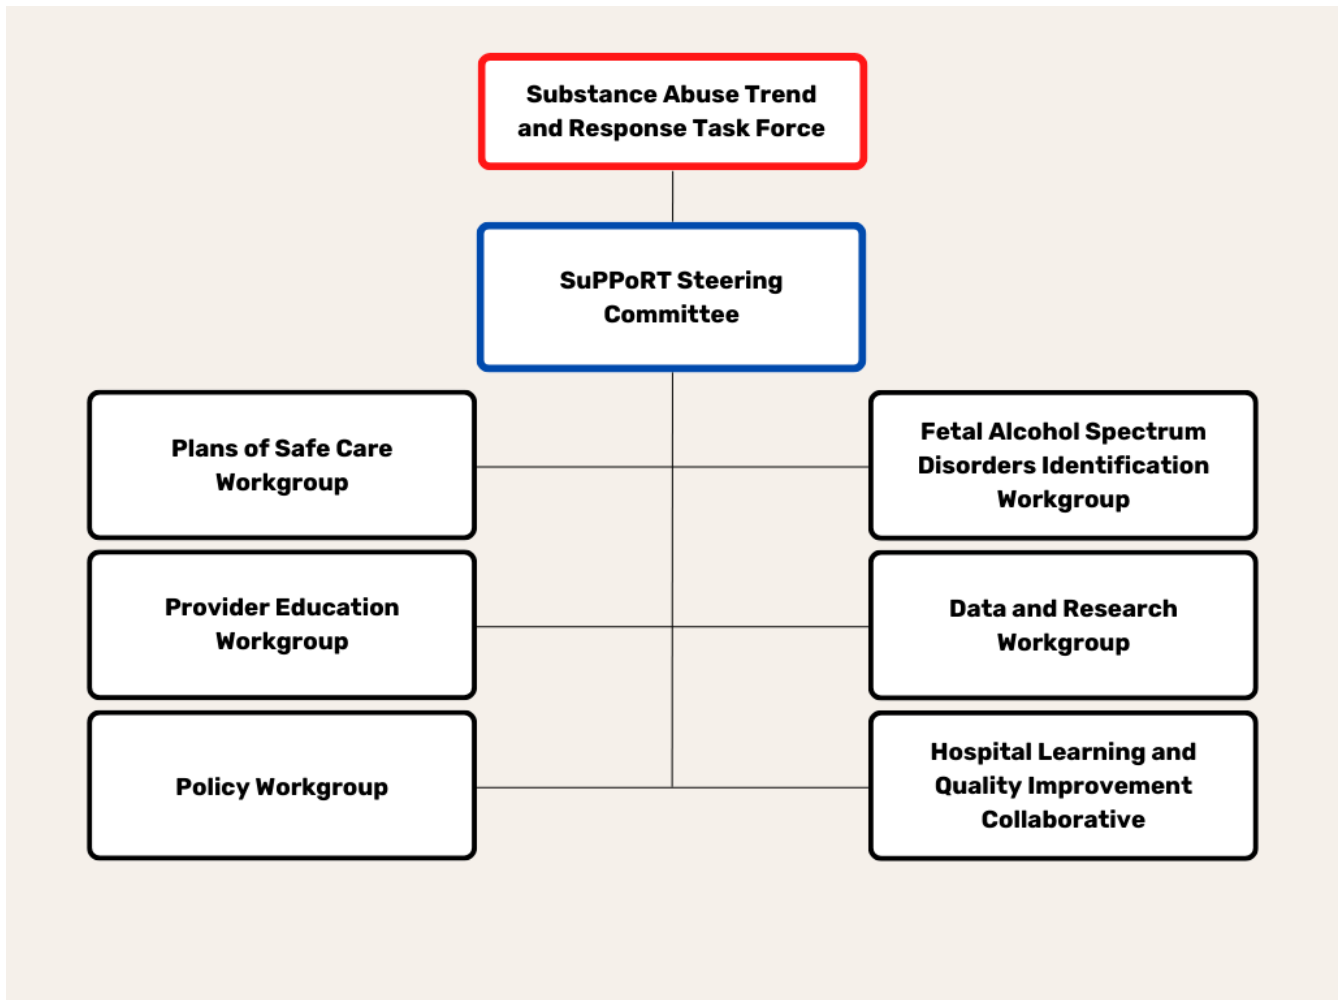 Substance Abuse Trend
and Response Task Force
SuPPoRT Steering
Committee
Plans of Safe Care
Workgroup
Fetal Alcohol Spectrum
Disorders Identification
Workgroup
Provider Education
Workgroup
Data and Research
Workgroup
Policy Workgroup
Hospital Learning and
Quality Improvement
Collaborative